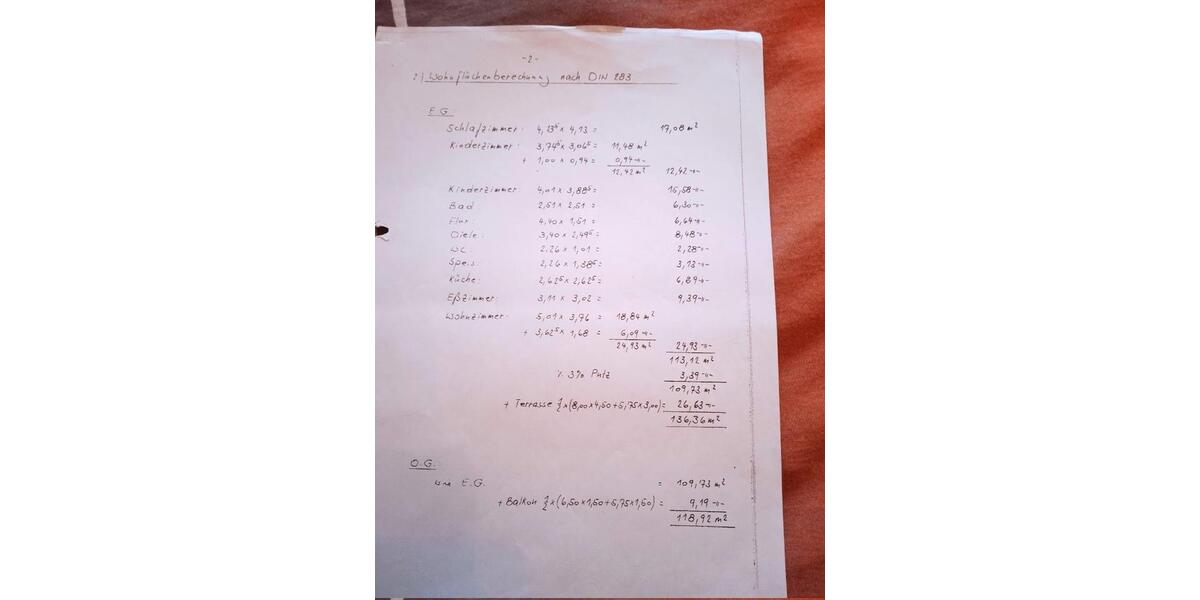 -2-
2) Wohnflächenberechnung nach DIN 283
E.G.:
Schlafzimmer: 4,13⁵ x 4,13 = 17,08 m²
Kinderzimmer: 3,74⁵ x 3,06⁵ = 11,48 m²
+ 1,00 x 0,94 = 0,94 -"-
12,42 m² 12,42 -"-
Kinderzimmer: 4,01 x 3,88⁵ = 15,58 -"-
Bad: 2,51 x 2,51 = 6,30 -"-
Flur: 4,40 x 1,51 = 6,64 -"-
Diele: 3,40 x 2,49⁵ = 8,48 -"-
WC: 2,26 x 1,01 = 2,28 -"-
Speis: 2,26 x 1,38⁵ = 3,13 -"-
Küche: 2,62⁵ x 2,62⁵ = 6,89 -"-
Eßzimmer: 3,11 x 3,02 = 9,39 -"-
Wohnzimmer: 5,01 x 3,76 = 18,84 m²
+ 3,62⁵ x 1,68 = 6,09 -"-
24,93 m² 24,93 -"-
113,12 m²
% 3% Putz 3,39 -"-
109,73 m²
+ Terrasse ½ x (8,00 x 4,50 + 5,75 x 3,00) = 26,63 -"-
136,36 m²
O.G.:
wie E.G. = 109,73 m²
+ Balkon ½ x (6,50 x 1,50 + 5,75 x 1,50) = 9,19 -"-
118,92 m²